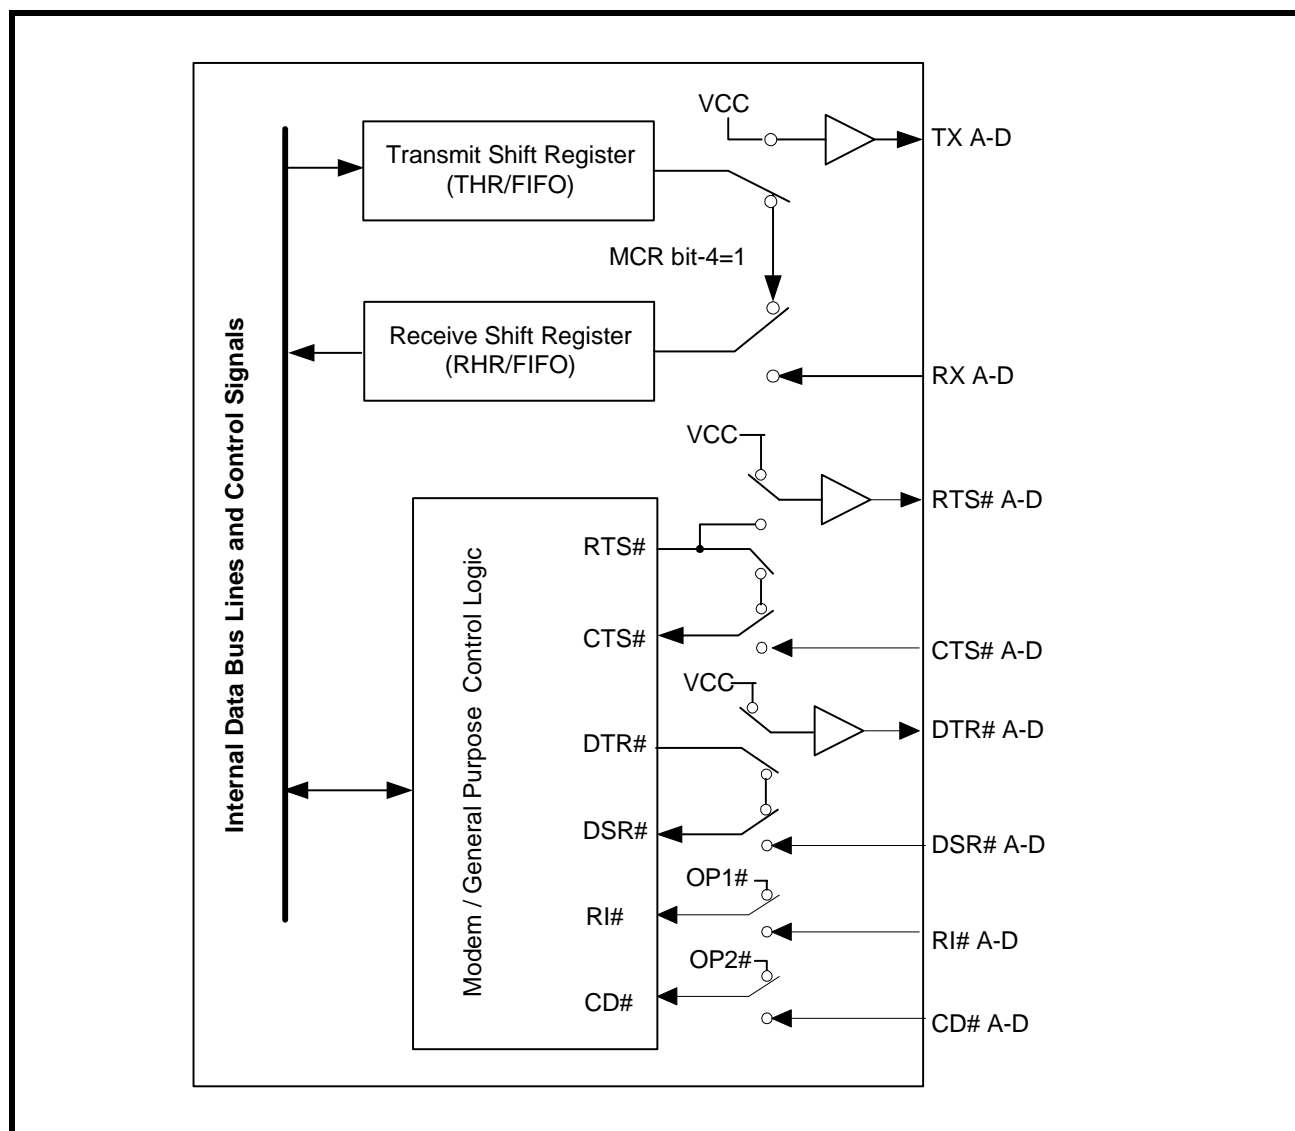 VCC
TX A-D
Transmit Shift Register
(THR/FIFO)
MCR bit-4=1
Receive Shift Register
(RHR/FIFO)
RX A-D
Internal Data Bus Lines and Control Signals
VCC
RTS# A-D
Modem / General Purpose Control Logic
RTS#
CTS#
CTS# A-D
VCC
DTR# A-D
DTR#
DSR#
DSR# A-D
OP1#
RI#
RI# A-D
OP2#
CD#
CD# A-D